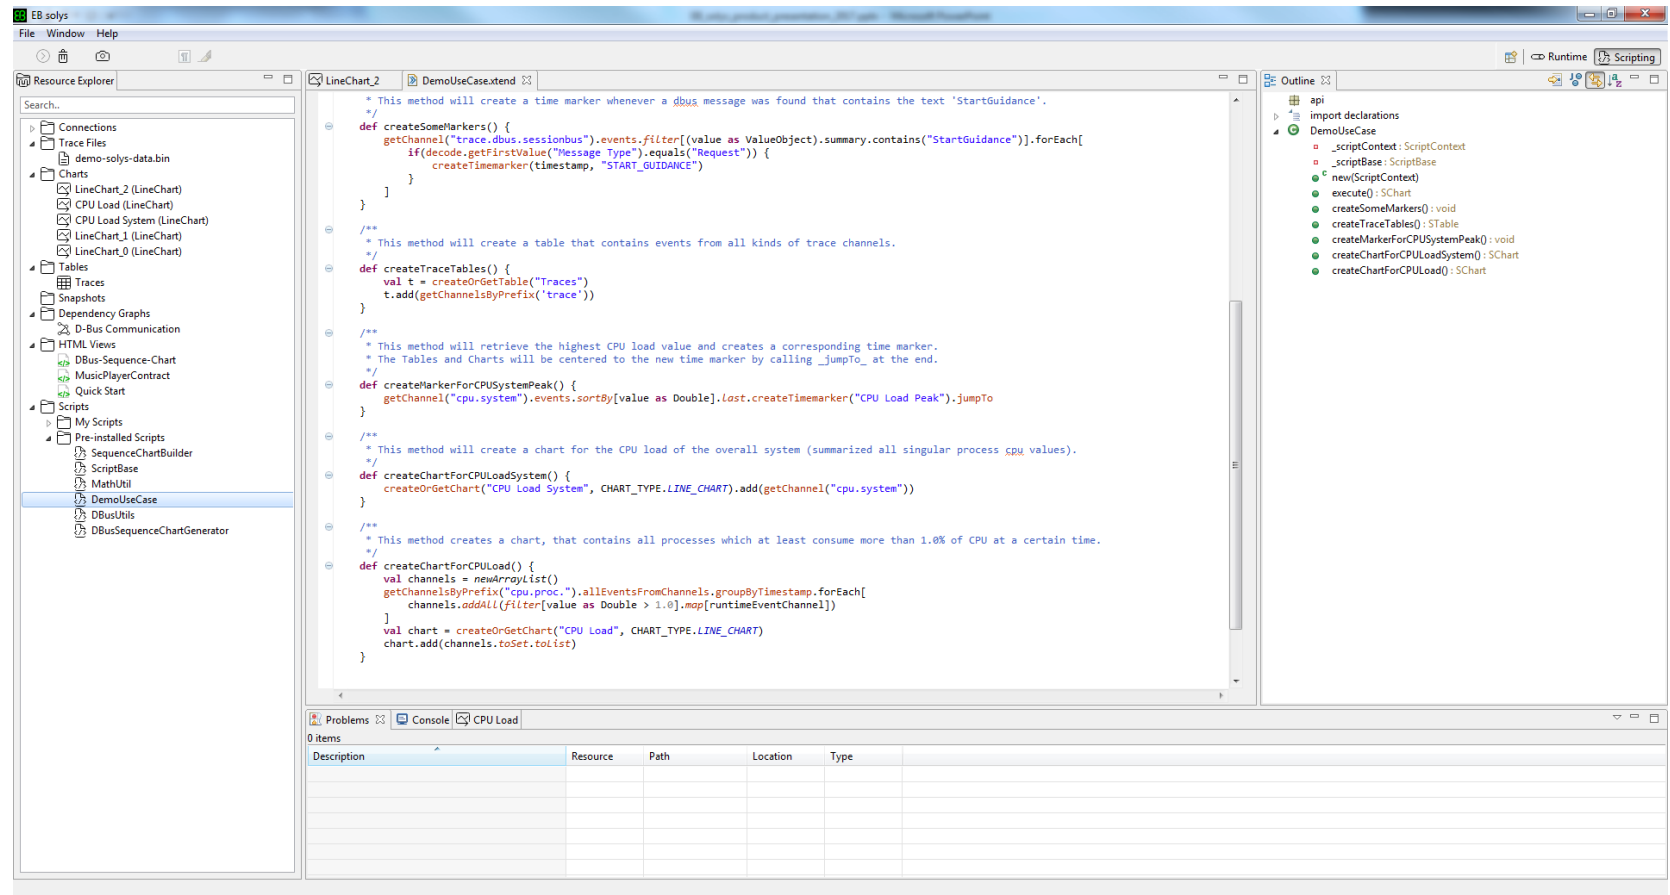 EB solys
File Window Help
Runtime Scripting
Resource Explorer
Search..
Connections
Trace Files
demo-solys-data.bin
Charts
LineChart_2 (LineChart)
CPU Load (LineChart)
CPU Load System (LineChart)
LineChart_1 (LineChart)
LineChart_0 (LineChart)
Tables
Traces
Snapshots
Dependency Graphs
D-Bus Communication
HTML Views
DBus-Sequence-Chart
MusicPlayerContract
Quick Start
Scripts
My Scripts
Pre-installed Scripts
SequenceChartBuilder
ScriptBase
MathUtil
DemoUseCase
DBusUtils
DBusSequenceChartGenerator
LineChart_2 DemoUseCase.xtend
* This method will create a time marker whenever a dbus message was found that contains the text 'StartGuidance'.
*/
def createSomeMarkers() {
getChannel("trace.dbus.sessionbus").events.filter[(value as ValueObject).summary.contains("StartGuidance")].forEach[
if(decode.getFirstValue("Message Type").equals("Request")) {
createTimemarker(timestamp, "START_GUIDANCE")
}
]
}
/**
* This method will create a table that contains events from all kinds of trace channels.
*/
def createTraceTables() {
val t = createOrGetTable("Traces")
t.add(getChannelsByPrefix('trace'))
}
/**
* This method will retrieve the highest CPU load value and creates a corresponding time marker.
* The Tables and Charts will be centered to the new time marker by calling _jumpTo_ at the end.
*/
def createMarkerForCPUSystemPeak() {
getChannel("cpu.system").events.sortBy[value as Double].last.createTimemarker("CPU Load Peak").jumpTo
}
/**
* This method will create a chart for the CPU load of the overall system (summarized all singular process cpu values).
*/
def createChartForCPULoadSystem() {
createOrGetChart("CPU Load System", CHART_TYPE.LINE_CHART).add(getChannel("cpu.system"))
}
/**
* This method creates a chart, that contains all processes which at least consume more than 1.0% of CPU at a certain time.
*/
def createChartForCPULoad() {
val channels = newArrayList()
getChannelsByPrefix("cpu.proc.").allEventsFromChannels.groupByTimestamp.forEach[
channels.addAll(filter[value as Double > 1.0].map[runtimeEventChannel])
]
val chart = createOrGetChart("CPU Load", CHART_TYPE.LINE_CHART)
chart.add(channels.toSet.toList)
}
Outline
api
import declarations
DemoUseCase
_scriptContext : ScriptContext
_scriptBase : ScriptBase
new(ScriptContext)
execute() : SChart
createSomeMarkers() : void
createTraceTables() : STable
createMarkerForCPUSystemPeak() : void
createChartForCPULoadSystem() : SChart
createChartForCPULoad() : SChart
Problems Console CPU Load
0 items
Description Resource Path Location Type